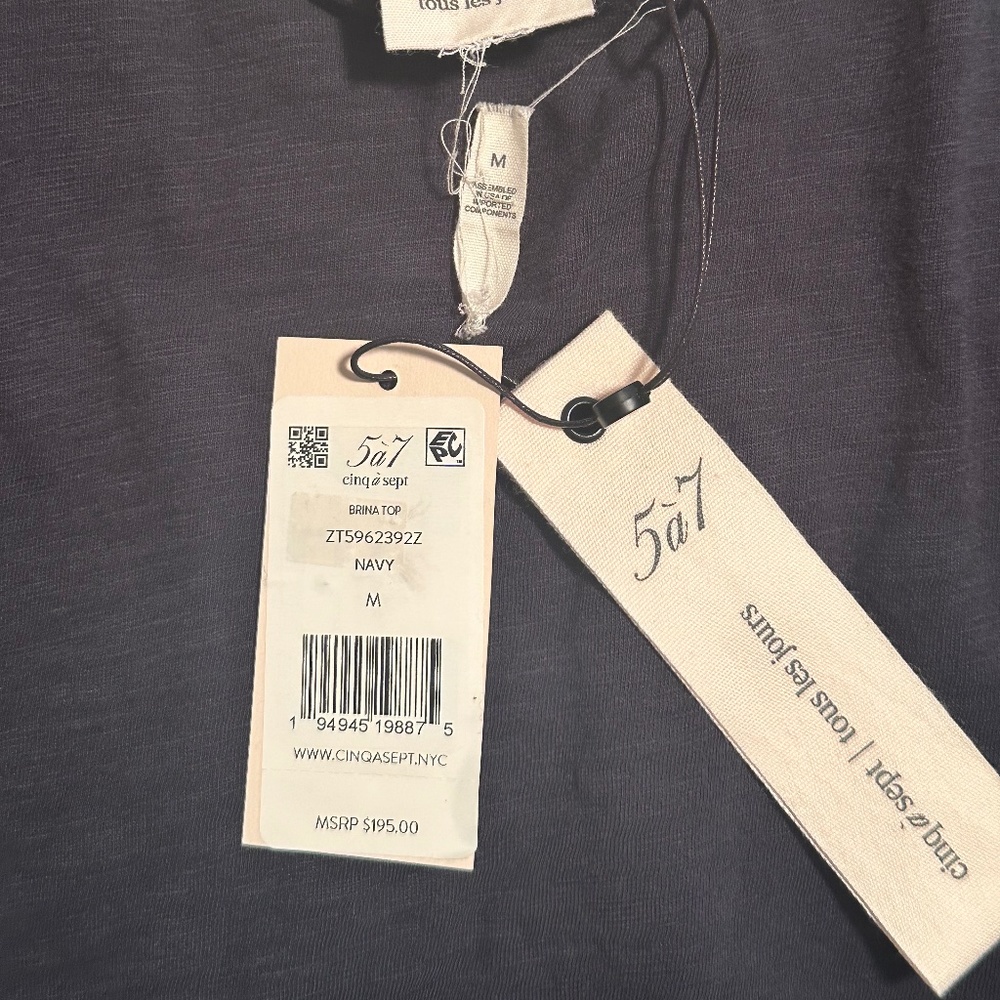 tous les
M
ASSEMBLED
IN USA OF
IMPORTED
COMPONENTS
5à7
cinq à sept
EPC
BRINA TOP
ZT5962392Z
NAVY
M
1 94945 19887 5
WWW.CINQASEPT.NYC
MSRP $195.00
5à7
cinq à sept | tous les jours